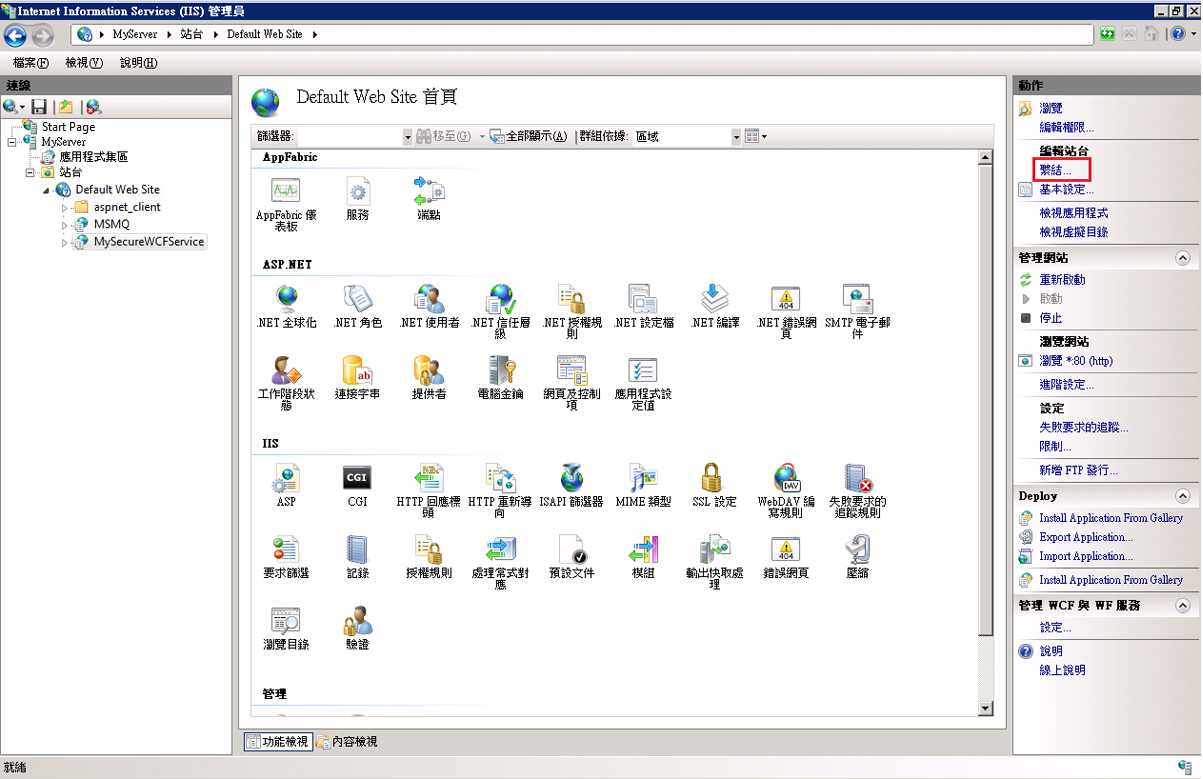 Internet Information Services (IIS) 管理員
MyServer 站台 Default Web Site
檔案(F) 檢視(V) 說明(H)
連線
Start Page
MyServer
應用程式集區
站台
Default Web Site
aspnet_client
MSMQ
MySecureWCFService
Default Web Site 首頁
篩選器: 移至(G) 全部顯示(A) 群組依據: 區域
AppFabric
AppFabric 儀
表板
服務
端點
ASP.NET
.NET 全球化
.NET 角色
.NET 使用者
.NET 信任層
級
.NET 授權規
則
.NET 設定檔
.NET 編譯
404
.NET 錯誤網
頁
SMTP 電子郵
件
工作階段狀
態
ab
連接字串
提供者
電腦金鑰
網頁及控制
項
應用程式設
定值
IIS
ASP
CGI
CGI
HTTP 回應標
頭
HTTP 重新導
向
ISAPI 篩選器
MIME 類型
SSL 設定
DAV
WebDAV 編
寫規則
失敗要求的
追蹤規則
要求篩選
記錄
授權規則
處理常式對
應
預設文件
模組
輸出快取處
理
404
錯誤網頁
壓縮
瀏覽目錄
驗證
管理
功能檢視 內容檢視
動作
瀏覽
編輯權限...
編輯站台
繫結...
基本設定...
檢視應用程式
檢視虛擬目錄
管理網站
重新啟動
啟動
停止
瀏覽網站
瀏覽 *:80 (http)
進階設定...
設定
失敗要求的追蹤...
限制...
新增 FTP 發行...
Deploy
Install Application From Gallery
Export Application...
Import Application...
Install Application From Gallery
管理 WCF 與 WF 服務
設定...
說明
線上說明
就緒